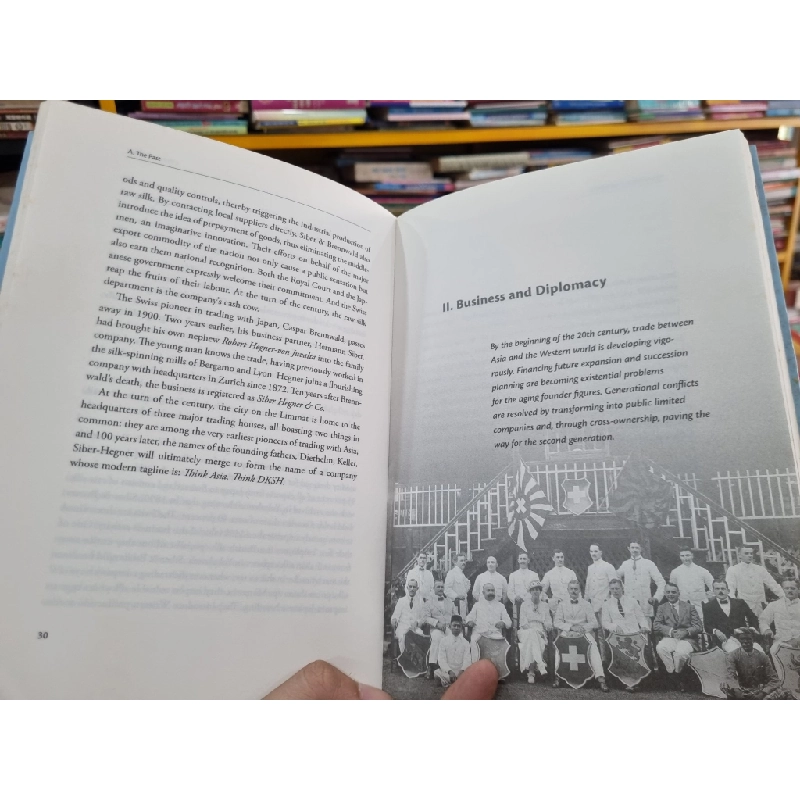 A. The Past
ods and quality controls, thereby triggering the industrial production of
raw silks. By contacting local suppliers directly, Siber & Brennwald also
introduce the idea of prepayment of goods, thus eliminating the middle-
men, an imaginative innovation. Their efforts on behalf of the major
export commodity of the nation not only cause a public sensation but
also earn them national recognition. Both the Royal Court and the Jap-
anese government expressly welcome their commitment. And the Swiss
reap the fruits of their labour. At the turn of the century, the raw silk
department is the company's cash cow.
The Swiss pioneer in trading with Japan, Caspar Brennwald, passes
away in 1900. Two years earlier, his business partner, Hermann Siber,
had brought his own nephew Robert Hegner-von Juvalta into the family
company. The young man knows the trade, having previously worked in
the silk-spinning mills of Bergamo and Lyon. Hegner joins a flourishing
company with headquarters in Zurich since 1872. Ten years after Brenn-
wald's death, the business is registered as Siber Hegner & Co.
At the turn of the century, the city on the Limmat is home to the
headquarters of three major trading houses, all boasting two things in
common: they are among the very earliest pioneers of trading with Asia,
and 100 years later, the names of the founding fathers, Diethelm, Keller,
Siber-Hegner will ultimately merge to form the name of a company
whose modern tagline is: Think Asia. Think DKSH.
30
II. Business and Diplomacy
By the beginning of the 20th century, trade between
Asia and the Western world is developing vigo-
rously. Financing future expansion and succession
planning are becoming existential problems
for the aging founder figures. Generational conflicts
are resolved by transforming into public limited
companies and, through cross-ownership, paving the
way for the second generation.